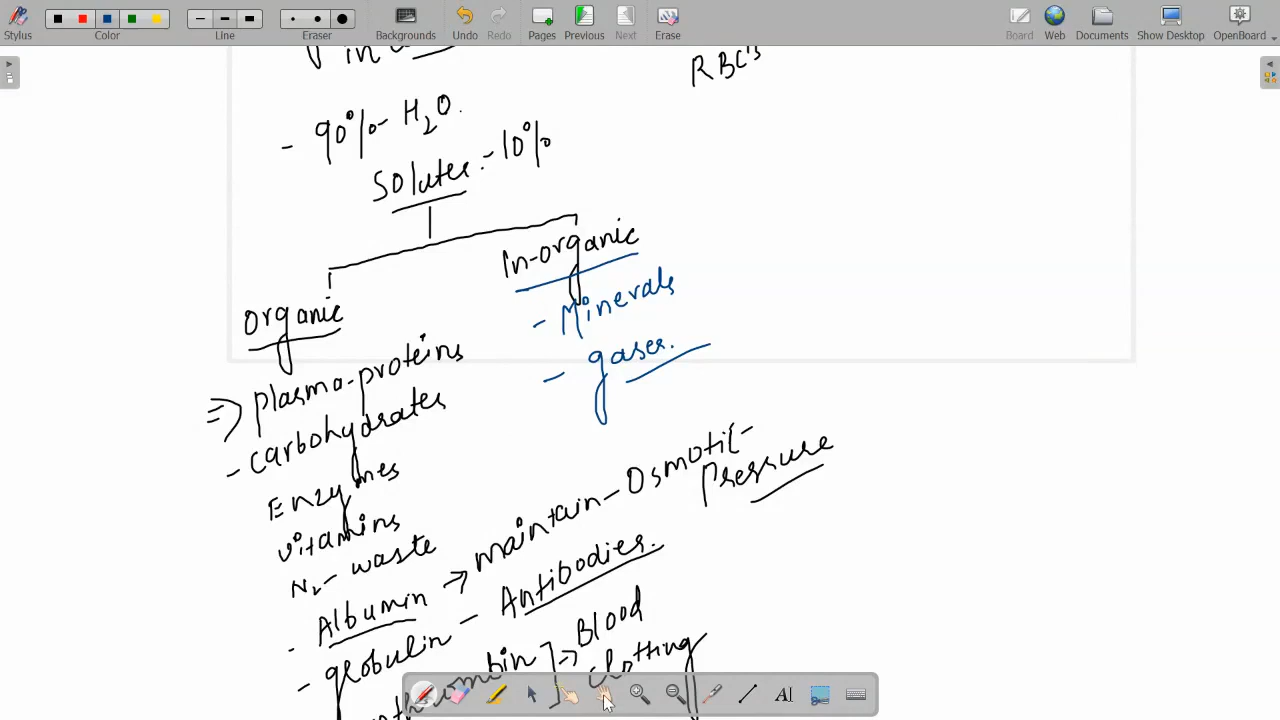 Stylus
Color
Line
Eraser
Backgrounds
Undo
Redo
Pages
Previous
Next
Erase
Board
Web
Documents
Show Desktop
OpenBoard
RBC's
- 90% - H2O.
Solutes - 10%
In-organic
- Minerals
- gases.
Organic
⇒ plasma-proteins
- carbohydrates
Enzymes
vitamins
N2 - waste
- Albumin → maintain - Osmotic-
Pressure
- globulin - Antibodies.
] → Blood
clotting